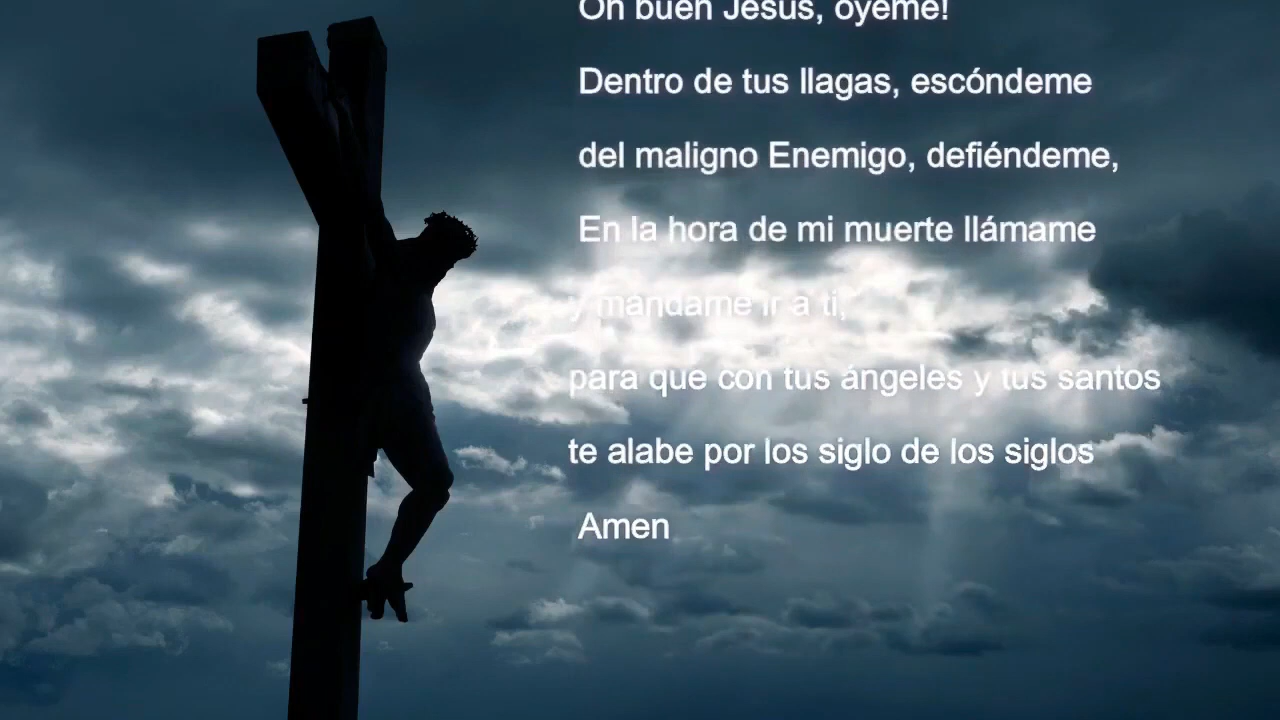 Oh buen Jesús, óyeme!
Dentro de tus llagas, escóndeme
del maligno Enemigo, defiéndeme,
En la hora de mi muerte llámame
y mándame ir a ti,
para que con tus ángeles y tus santos
te alabe por los siglo de los siglos
Amen